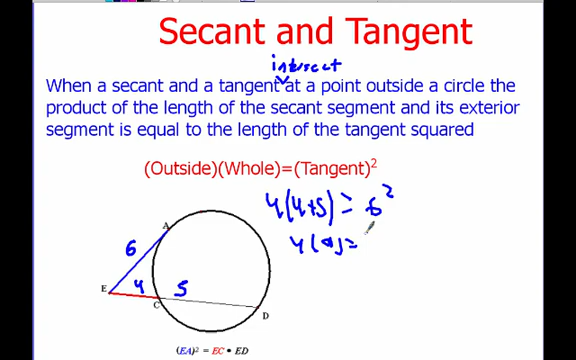 Secant and Tangent
intersect
When a secant and a tangent at a point outside a circle the
product of the length of the secant segment and its exterior
segment is equal to the length of the tangent squared
(Outside)(Whole)=(Tangent)²
4(4+5) = 6²
4(9)=
A
6
E
4
5
C
D
(EA)² = EC • ED